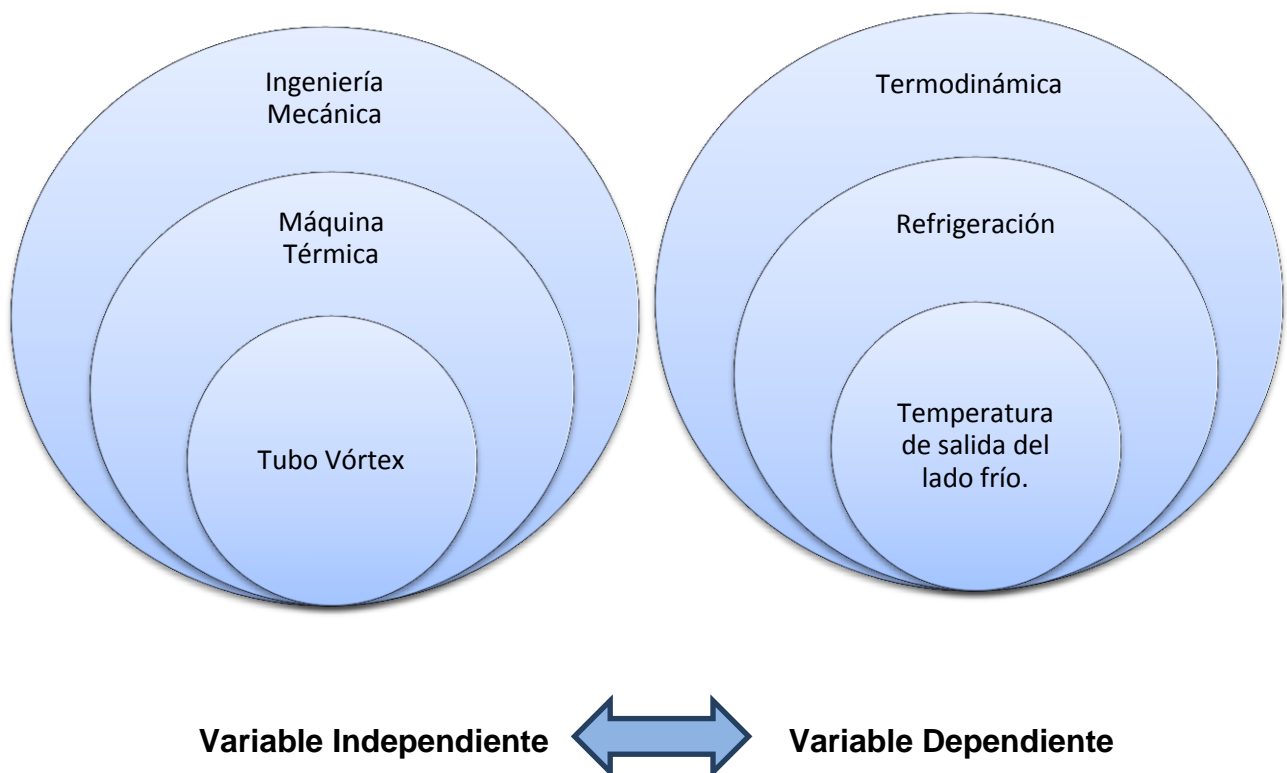 Ingeniería
Mecánica
Máquina
Térmica
Tubo Vórtex
Termodinámica
Refrigeración
Temperatura
de salida del
lado frío.
Variable Independiente
Variable Dependiente